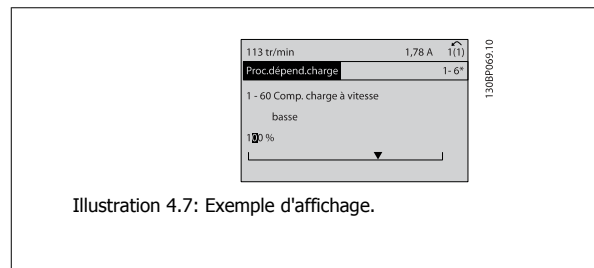 113 tr/min 1,78 A 1(1)
Proc.dépend.charge 1- 6*
1 - 60 Comp. charge à vitesse
basse
100 %
130BP069.10
Illustration 4.7: Exemple d'affichage.